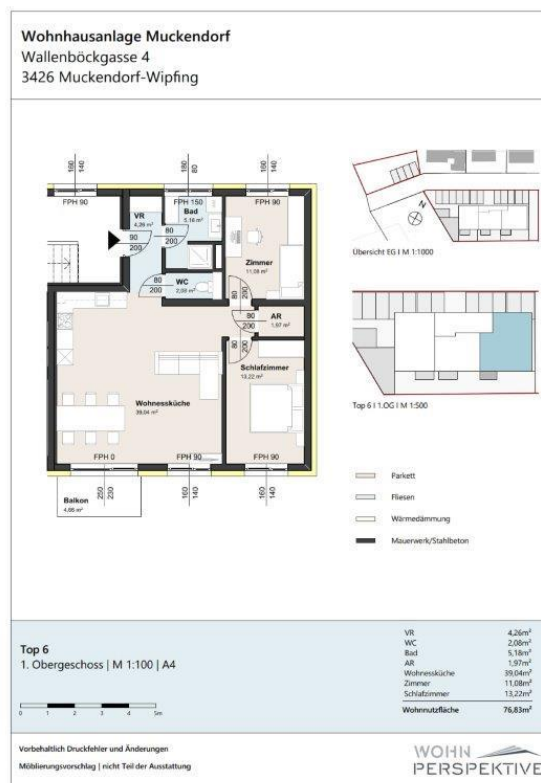 Wohnhausanlage Muckendorf
Wallenböckgasse 4
3426 Muckendorf-Wipfing
160
140
180
80
160
140
FPH 90
FPH 150
FPH 90
VR
4,26 m²
Bad
5,18 m²
90
200
80
200
Zimmer
11,08 m²
WC
2,08 m²
80
200
80
200
AR
1,97 m²
80
200
80
200
Schlafzimmer
13,22 m²
Wohnessküche
39,04 m²
FPH 0
FPH 90
FPH 90
Balkon
250
230
160
140
160
140
N
Übersicht EG I M 1:1000
Top 6 I 1.OG I M 1:500
Parkett
Fliesen
Wärmedämmung
Mauerwerk/Stahlbeton
Top 6
1. Obergeschoss | M 1:100 | A4
0 1 2 3 4 5m
VR 4,26m²
WC 2,08m²
Bad 5,18m²
AR 1,97m²
Wohnessküche 39,04m²
Zimmer 11,08m²
Schlafzimmer 13,22m²
Wohnnutzfläche 76,83m²
Vorbehaltlich Druckfehler und Änderungen
Möblierungsvorschlag | nicht Teil der Ausstattung
WOHN
PERSPEKTIVE